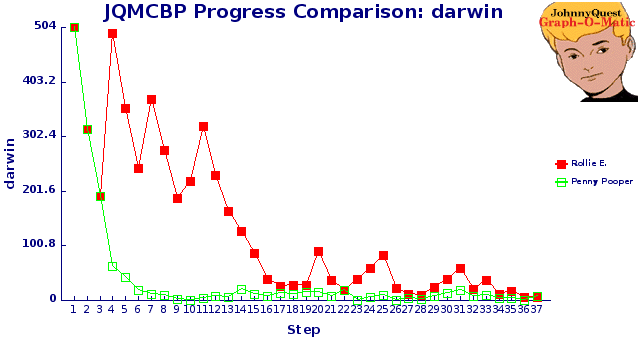 JQMCBP Progress Comparison: darwin
JohnnyQuest
Graph-O-Matic
504
403.2
302.4
201.6
100.8
0
darwin
1 2 3 4 5 6 7 8 9 10 11 12 13 14 15 16 17 18 19 20 21 22 23 24 25 26 27 28 29 30 31 32 33 34 35 36 37
Step
Rollie E.
Penny Pooper